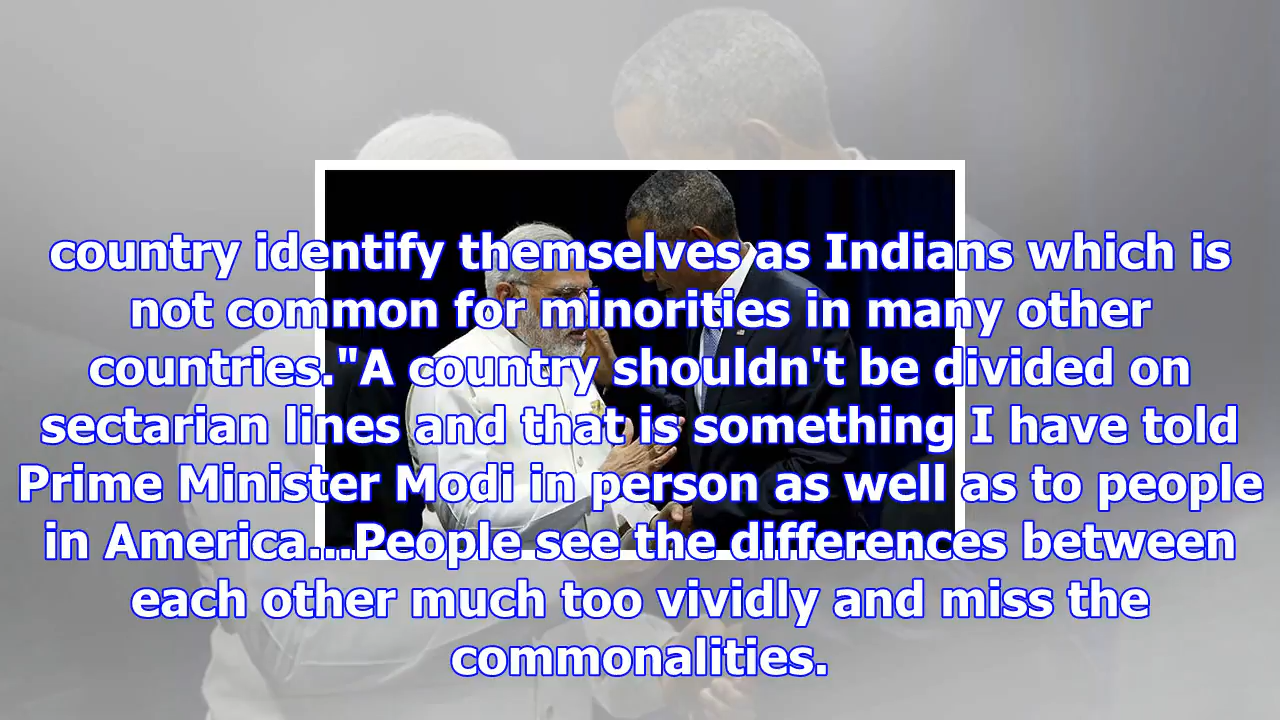 country identify themselves as Indians which is
not common for minorities in many other
countries."A country shouldn't be divided on
sectarian lines and that is something I have told
Prime Minister Modi in person as well as to people
in America...People see the differences between
each other much too vividly and miss the
commonalities.